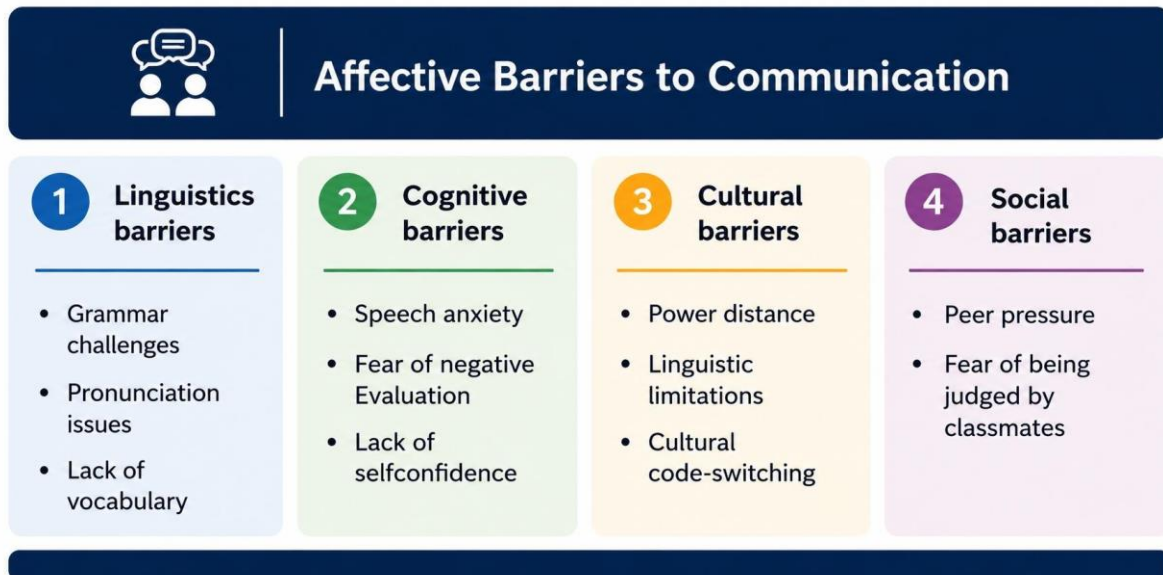 Affective Barriers to Communication
1
Linguistics
barriers
• Grammar
challenges
• Pronunciation
issues
• Lack of
vocabulary
2
Cognitive
barriers
• Speech anxiety
• Fear of negative
Evaluation
• Lack of
selfconfidence
3
Cultural
barriers
• Power distance
• Linguistic
limitations
• Cultural
code-switching
4
Social
barriers
• Peer pressure
• Fear of being
judged by
classmates